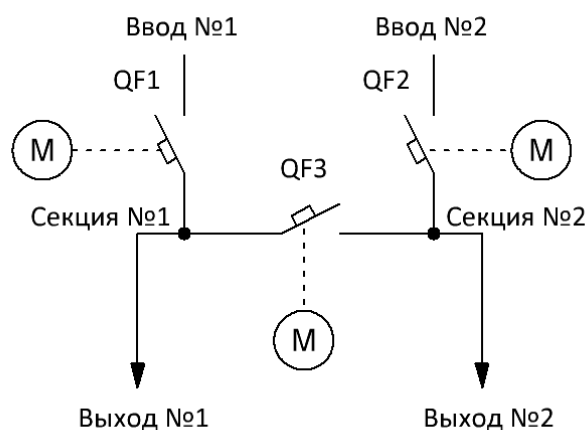 Ввод №1
Ввод №2
QF1
QF2
M
M
QF3
Секция №1
Секция №2
M
Выход №1
Выход №2